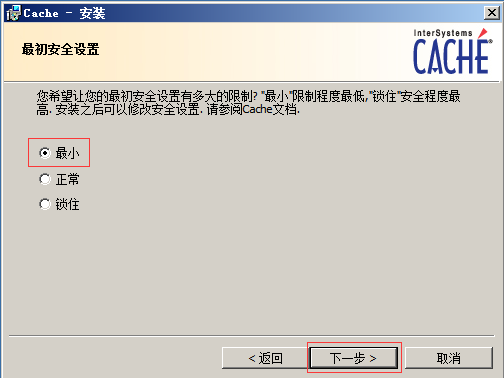 Cache - 安装
最初安全设置
InterSystems
CACHÉ
您希望让您的最初安全设置有多大的限制? "最小"限制程度最低,"锁住"安全程度最
高. 安装之后可以修改安全设置. 请参阅Cache文档.
最小
正常
锁住
< 返回
下一步 >
取消